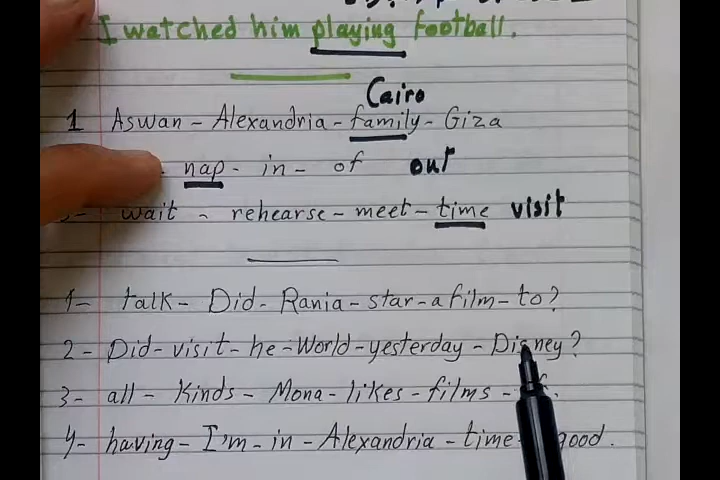 I watched him playing football.
Cairo
1 Aswan - Alexandria - family - Giza
nap - in - of out
wait - rehearse - meet - time visit
1- talk - Did - Rania - star - a film - to?
2- Did - visit - he - World - yesterday - Disney?
3- all - Kinds - Mona - likes - films -
4- having - I'm - in - Alexandria - time - good.